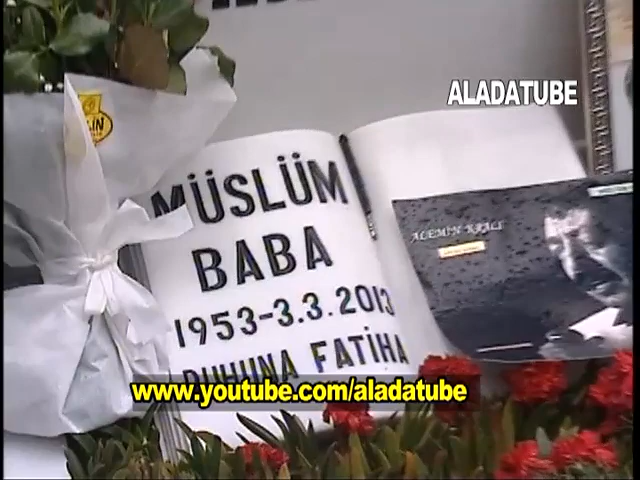 ALADATUBE
MÜSLÜM
BABA
1953-3.3.2013
RUHUNA FATİHA
ALEMİN KRALI
www.youtube.com/aladatube